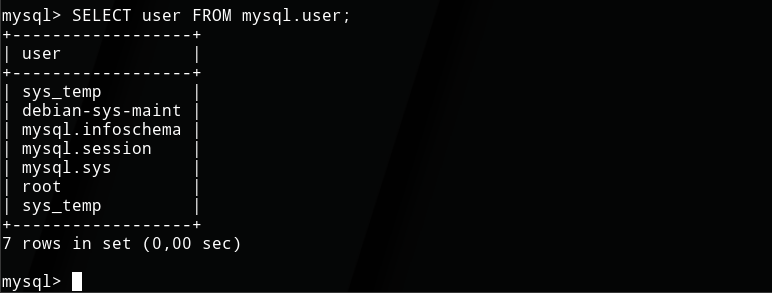 mysql> SELECT user FROM mysql.user;
+------------------+
| user             |
+------------------+
| sys_temp         |
| debian-sys-maint |
| mysql.infoschema |
| mysql.session    |
| mysql.sys        |
| root             |
| sys_temp         |
+------------------+
7 rows in set (0,00 sec)
mysql>